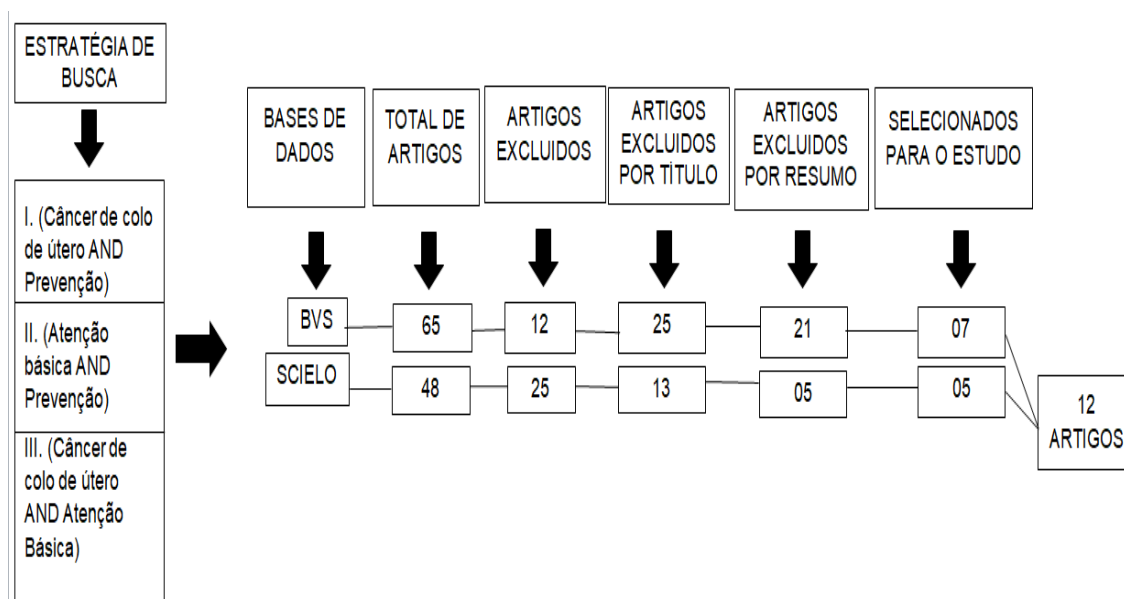 ESTRATÉGIA DE
BUSCA
I. (Câncer de colo
de útero AND
Prevenção)
II. (Atenção
básica AND
Prevenção)
III. (Câncer de
colo de útero
AND Atenção
Básica)
BASES DE
DADOS
TOTAL DE
ARTIGOS
ARTIGOS
EXCLUIDOS
ARTIGOS
EXCLUIDOS
POR TÍTULO
ARTIGOS
EXCLUIDOS
POR RESUMO
SELECIONADOS
PARA O ESTUDO
BVS 65 12 25 21 07
SCIELO 48 25 13 05 05
12
ARTIGOS